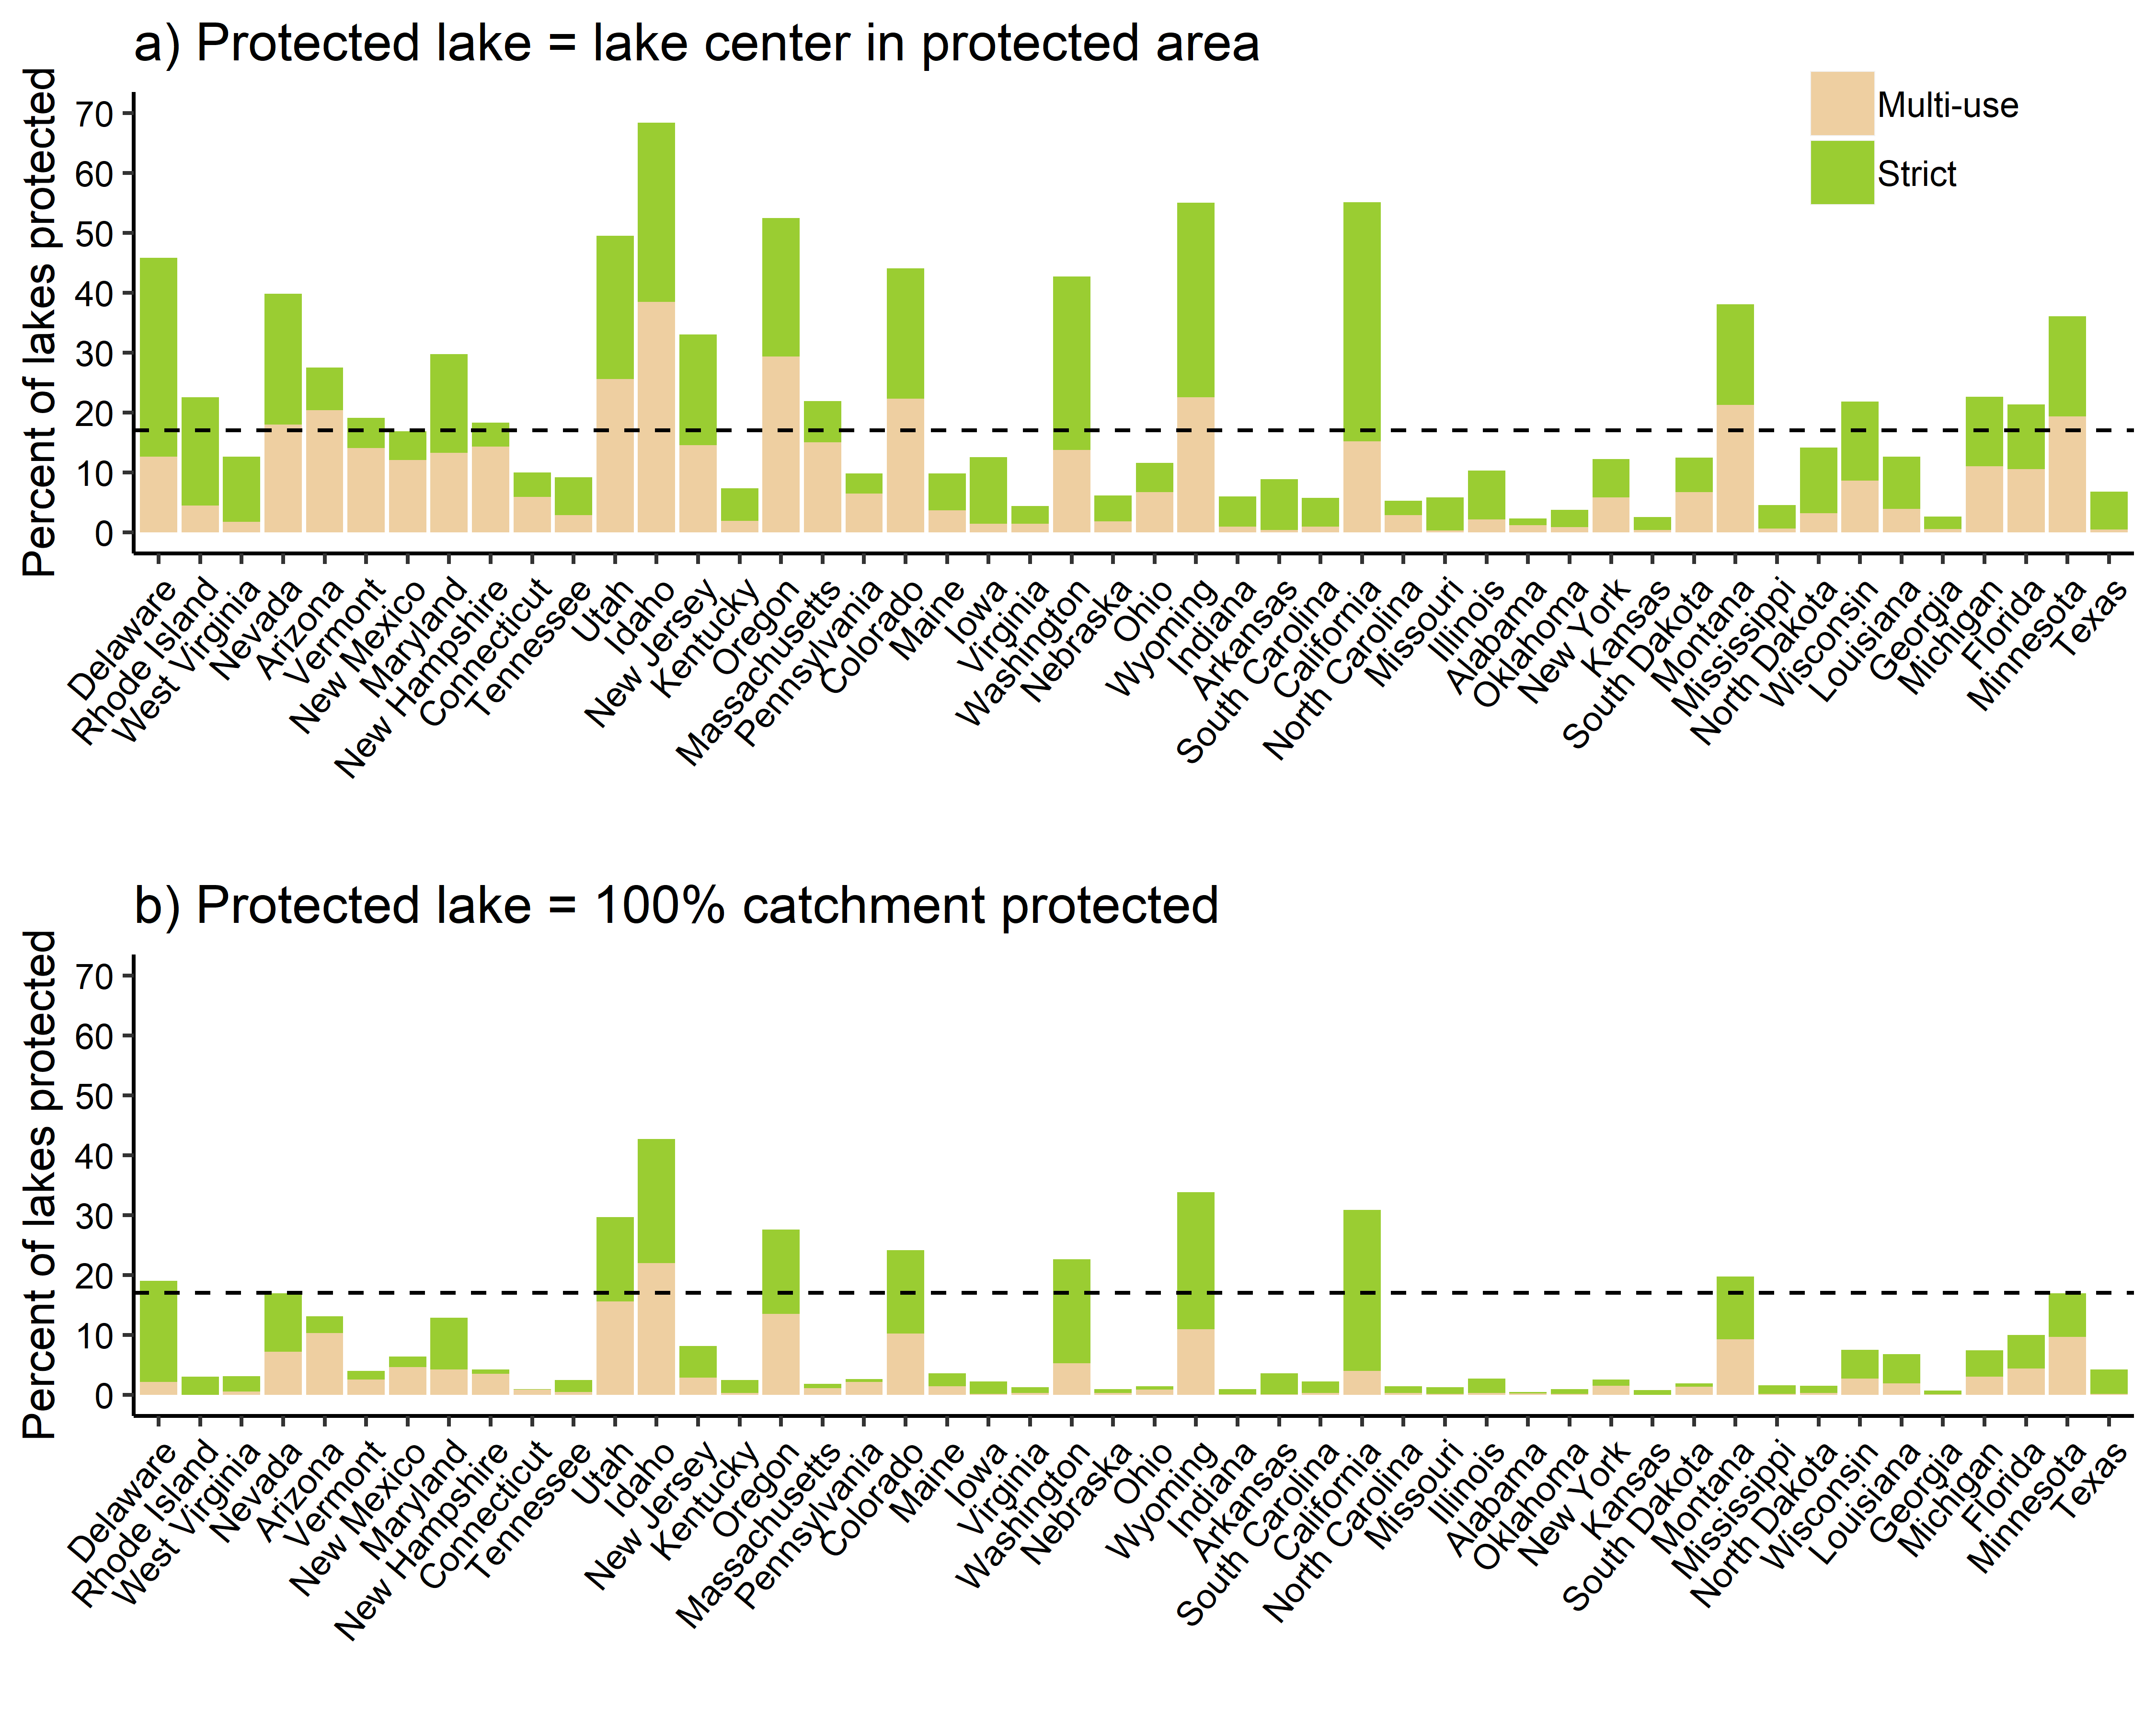 a) Protected lake = lake center in protected area
Percent of lakes protected
70
60
50
40
30
20
10
0
Multi-use
Strict
Delaware
Rhode Island
West Virginia
Nevada
Arizona
Vermont
New Mexico
Maryland
New Hampshire
Connecticut
Tennessee
Utah
Idaho
New Jersey
Kentucky
Oregon
Massachusetts
Pennsylvania
Colorado
Maine
Iowa
Virginia
Washington
Nebraska
Ohio
Wyoming
Indiana
Arkansas
South Carolina
California
North Carolina
Missouri
Illinois
Alabama
Oklahoma
New York
Kansas
South Dakota
Montana
Mississippi
North Dakota
Wisconsin
Louisiana
Georgia
Michigan
Florida
Minnesota
Texas
b) Protected lake = 100% catchment protected
Percent of lakes protected
70
60
50
40
30
20
10
0
Delaware
Rhode Island
West Virginia
Nevada
Arizona
Vermont
New Mexico
Maryland
New Hampshire
Connecticut
Tennessee
Utah
Idaho
New Jersey
Kentucky
Oregon
Massachusetts
Pennsylvania
Colorado
Maine
Iowa
Virginia
Washington
Nebraska
Ohio
Wyoming
Indiana
Arkansas
South Carolina
California
North Carolina
Missouri
Illinois
Alabama
Oklahoma
New York
Kansas
South Dakota
Montana
Mississippi
North Dakota
Wisconsin
Louisiana
Georgia
Michigan
Florida
Minnesota
Texas